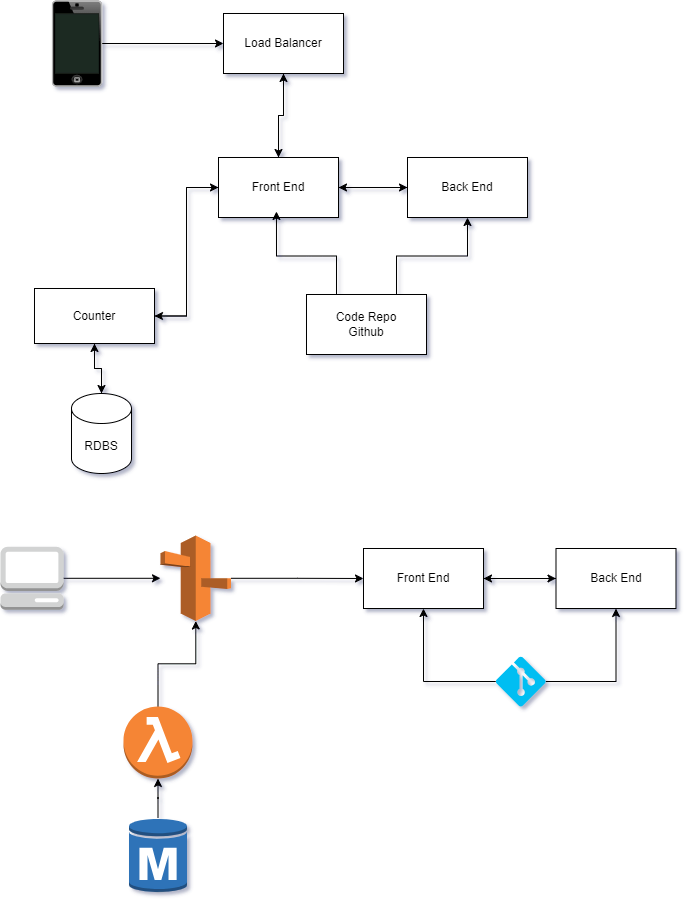 Load Balancer
Front End
Back End
Counter
Code Repo
Github
RDBS
Front End
Back End
λ
M